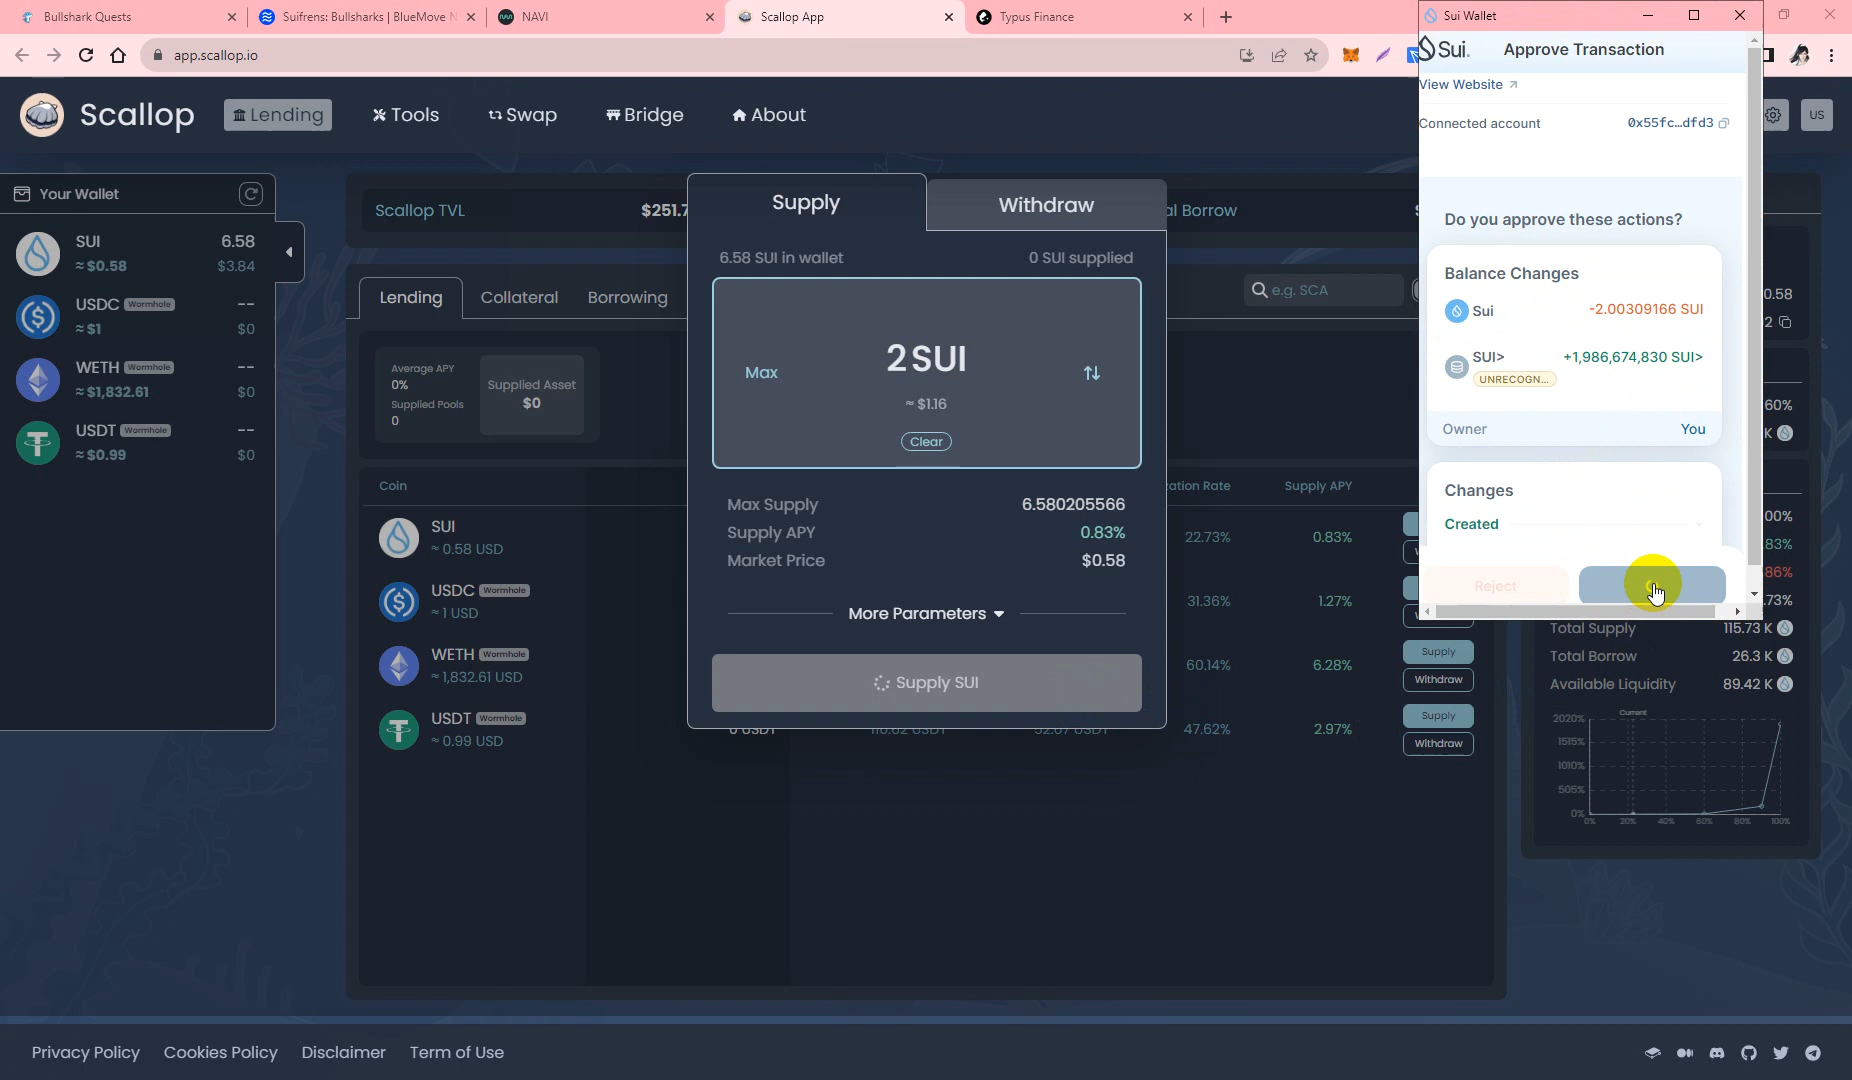 Bullshark Quests
Suifrens: Bullsharks | BlueMove N
NAVI
Scallop App
Typus Finance
app.scallop.io
Scallop
Lending
Tools
Swap
Bridge
About
US
Your Wallet
SUI 6.58
≈ $0.58 $3.84
USDC Wormhole --
≈ $1 $0
WETH Wormhole --
≈ $1,832.61 $0
USDT Wormhole --
≈ $0.99 $0
Scallop TVL $251.7
al Borrow
Lending
Collateral
Borrowing
e.g. SCA
Average APY
0%
Supplied Pools
0
Supplied Asset
$0
Coin
ation Rate Supply APY
SUI
≈ 0.58 USD
22.73% 0.83%
USDC Wormhole
≈ 1 USD
31.36% 1.27%
WETH Wormhole
≈ 1,832.61 USD
60.14% 6.28%
Supply
Withdraw
USDT Wormhole
≈ 0.99 USD
47.62% 2.97%
Supply
Withdraw
Supply
Withdraw
6.58 SUI in wallet 0 SUI supplied
Max
2 SUI
≈ $1.16
Clear
Max Supply 6.580205566
Supply APY 0.83%
Market Price $0.58
More Parameters
Supply SUI
Sui Wallet
Sui.
Approve Transaction
View Website
Connected account 0x55fc...dfd3
Do you approve these actions?
Balance Changes
Sui -2.00309166 SUI
SUI> +1,986,674,830 SUI>
UNRECOGN...
Owner You
Changes
Created
Reject
0.58
2
60%
K
00%
83%
86%
.73%
Total Supply 115.73 K
Total Borrow 26.3 K
Available Liquidity 89.42 K
Current
2020%
1515%
1010%
505%
0%
0% 20% 40% 60% 80% 100%
Privacy Policy
Cookies Policy
Disclaimer
Term of Use